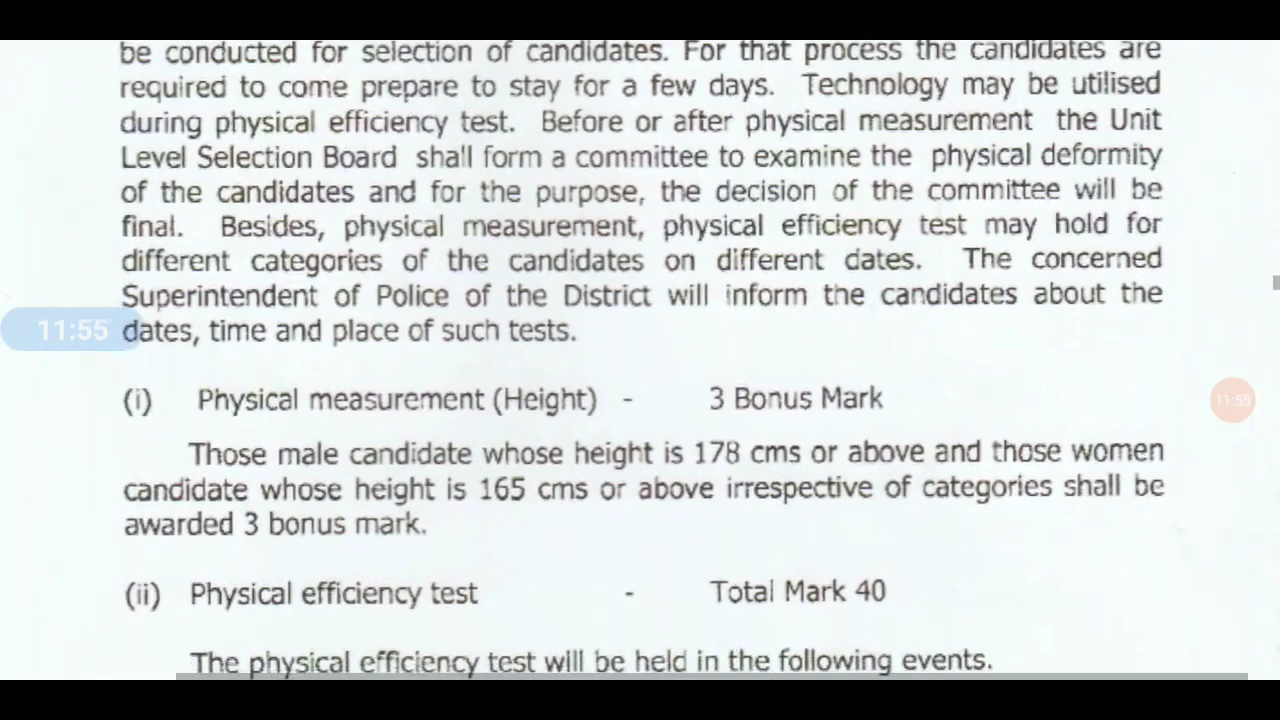 be conducted for selection of candidates. For that process the candidates are
required to come prepare to stay for a few days. Technology may be utilised
during physical efficiency test. Before or after physical measurement the Unit
Level Selection Board shall form a committee to examine the physical deformity
of the candidates and for the purpose, the decision of the committee will be
final. Besides, physical measurement, physical efficiency test may hold for
different categories of the candidates on different dates. The concerned
Superintendent of Police of the District will inform the candidates about the
11:55 dates, time and place of such tests.
(i) Physical measurement (Height) - 3 Bonus Mark
11:55
Those male candidate whose height is 178 cms or above and those women
candidate whose height is 165 cms or above irrespective of categories shall be
awarded 3 bonus mark.
(ii) Physical efficiency test - Total Mark 40
The physical efficiency test will be held in the following events.